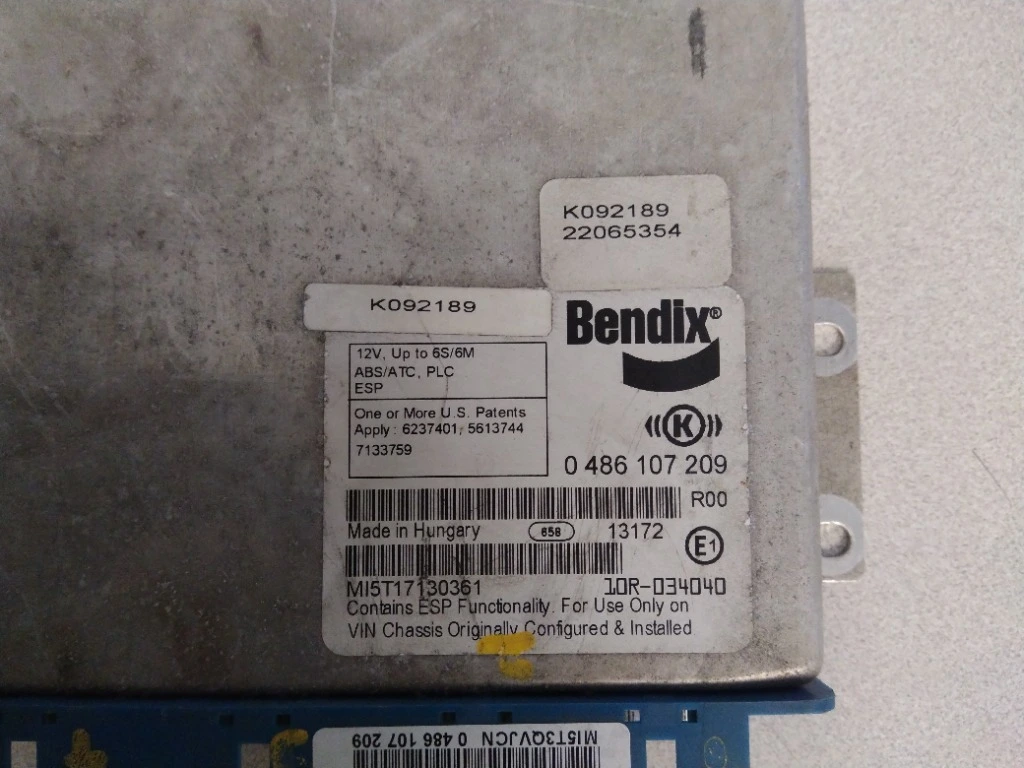 K092189
22065354
K092189
Bendix®
12V, Up to 6S/6M
ABS/ATC, PLC
ESP
One or More U.S. Patents
Apply : 6237401, 5613744
7133759
K
0 486 107 209
R00
Made in Hungary
658
13172
E1
MI5T17130361
10R-034040
Contains ESP Functionality. For Use Only on
VIN Chassis Originally Configured & Installed
MI5T3QVJCN 0 486 107 209